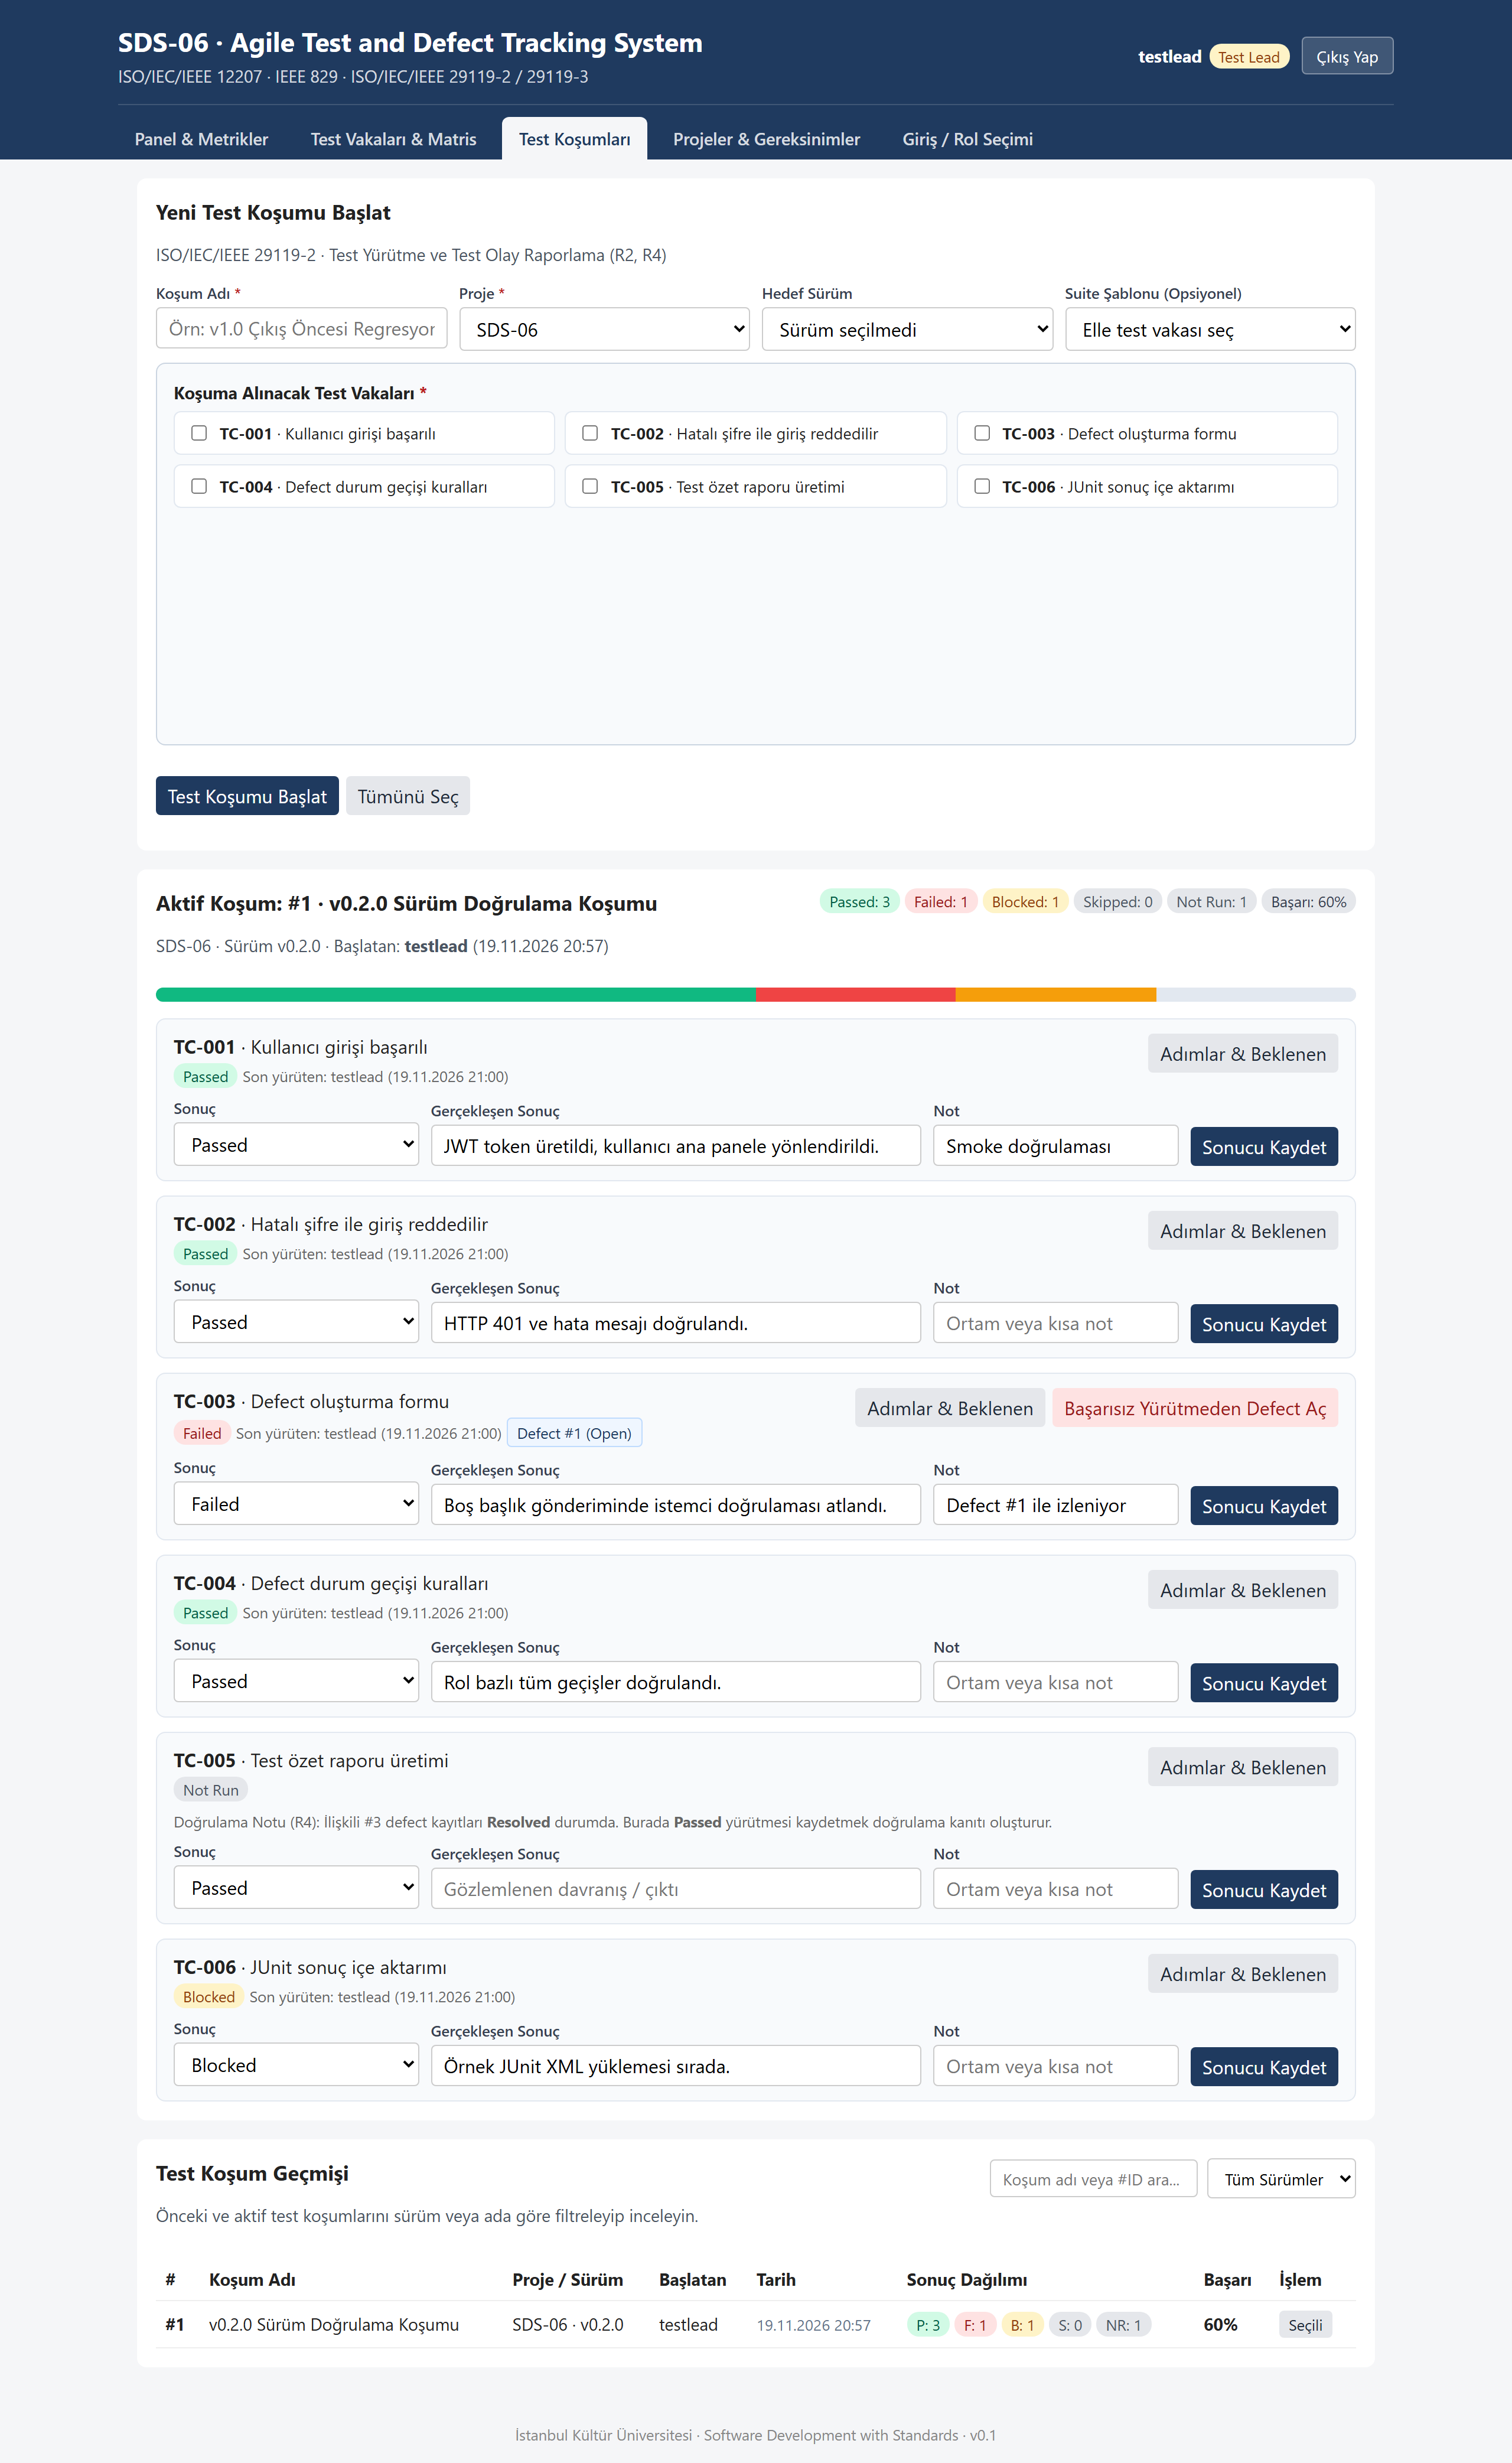 SDS-06 · Agile Test and Defect Tracking System
ISO/IEC/IEEE 12207 · IEEE 829 · ISO/IEC/IEEE 29119-2 / 29119-3
testlead Test Lead Çıkış Yap
Panel & Metrikler Test Vakaları & Matris Test Koşumları Projeler & Gereksinimler Giriş / Rol Seçimi
Yeni Test Koşumu Başlat
ISO/IEC/IEEE 29119-2 · Test Yürütme ve Test Olay Raporlama (R2, R4)
Koşum Adı * Proje * Hedef Sürüm Suite Şablonu (Opsiyonel)
Örn: v1.0 Çıkış Öncesi Regresyon SDS-06 Sürüm seçilmedi Elle test vakası seç
Koşuma Alınacak Test Vakaları *
TC-001 · Kullanıcı girişi başarılı TC-002 · Hatalı şifre ile giriş reddedilir TC-003 · Defect oluşturma formu
TC-004 · Defect durum geçişi kuralları TC-005 · Test özet raporu üretimi TC-006 · JUnit sonuç içe aktarımı
Test Koşumu Başlat Tümünü Seç
Aktif Koşum: #1 · v0.2.0 Sürüm Doğrulama Koşumu Passed: 3 Failed: 1 Blocked: 1 Skipped: 0 Not Run: 1 Başarı: 60%
SDS-06 · Sürüm v0.2.0 · Başlatan: testlead (19.11.2026 20:57)
TC-001 · Kullanıcı girişi başarılı Adımlar & Beklenen
Passed Son yürüten: testlead (19.11.2026 21:00)
Sonuç Gerçekleşen Sonuç Not
Passed JWT token üretildi, kullanıcı ana panele yönlendirildi. Smoke doğrulaması Sonucu Kaydet
TC-002 · Hatalı şifre ile giriş reddedilir Adımlar & Beklenen
Passed Son yürüten: testlead (19.11.2026 21:00)
Sonuç Gerçekleşen Sonuç Not
Passed HTTP 401 ve hata mesajı doğrulandı. Ortam veya kısa not Sonucu Kaydet
TC-003 · Defect oluşturma formu Adımlar & Beklenen Başarısız Yürütmeden Defect Aç
Failed Son yürüten: testlead (19.11.2026 21:00) Defect #1 (Open)
Sonuç Gerçekleşen Sonuç Not
Failed Boş başlık gönderiminde istemci doğrulaması atlandı. Defect #1 ile izleniyor Sonucu Kaydet
TC-004 · Defect durum geçişi kuralları Adımlar & Beklenen
Passed Son yürüten: testlead (19.11.2026 21:00)
Sonuç Gerçekleşen Sonuç Not
Passed Rol bazlı tüm geçişler doğrulandı. Ortam veya kısa not Sonucu Kaydet
TC-005 · Test özet raporu üretimi Adımlar & Beklenen
Not Run
Doğrulama Notu (R4): İlişkili #3 defect kayıtları Resolved durumda. Burada Passed yürütmesi kaydetmek doğrulama kanıtı oluşturur.
Sonuç Gerçekleşen Sonuç Not
Passed Gözlemlenen davranış / çıktı Ortam veya kısa not Sonucu Kaydet
TC-006 · JUnit sonuç içe aktarımı Adımlar & Beklenen
Blocked Son yürüten: testlead (19.11.2026 21:00)
Sonuç Gerçekleşen Sonuç Not
Blocked Örnek JUnit XML yüklemesi sırada. Ortam veya kısa not Sonucu Kaydet
Test Koşum Geçmişi Koşum adı veya #ID ara... Tüm Sürümler
Önceki ve aktif test koşumlarını sürüm veya ada göre filtreleyip inceleyin.
# Koşum Adı Proje / Sürüm Başlatan Tarih Sonuç Dağılımı Başarı İşlem
#1 v0.2.0 Sürüm Doğrulama Koşumu SDS-06 · v0.2.0 testlead 19.11.2026 20:57 P: 3 F: 1 B: 1 S: 0 NR: 1 60% Seçili
İstanbul Kültür Üniversitesi · Software Development with Standards · v0.1